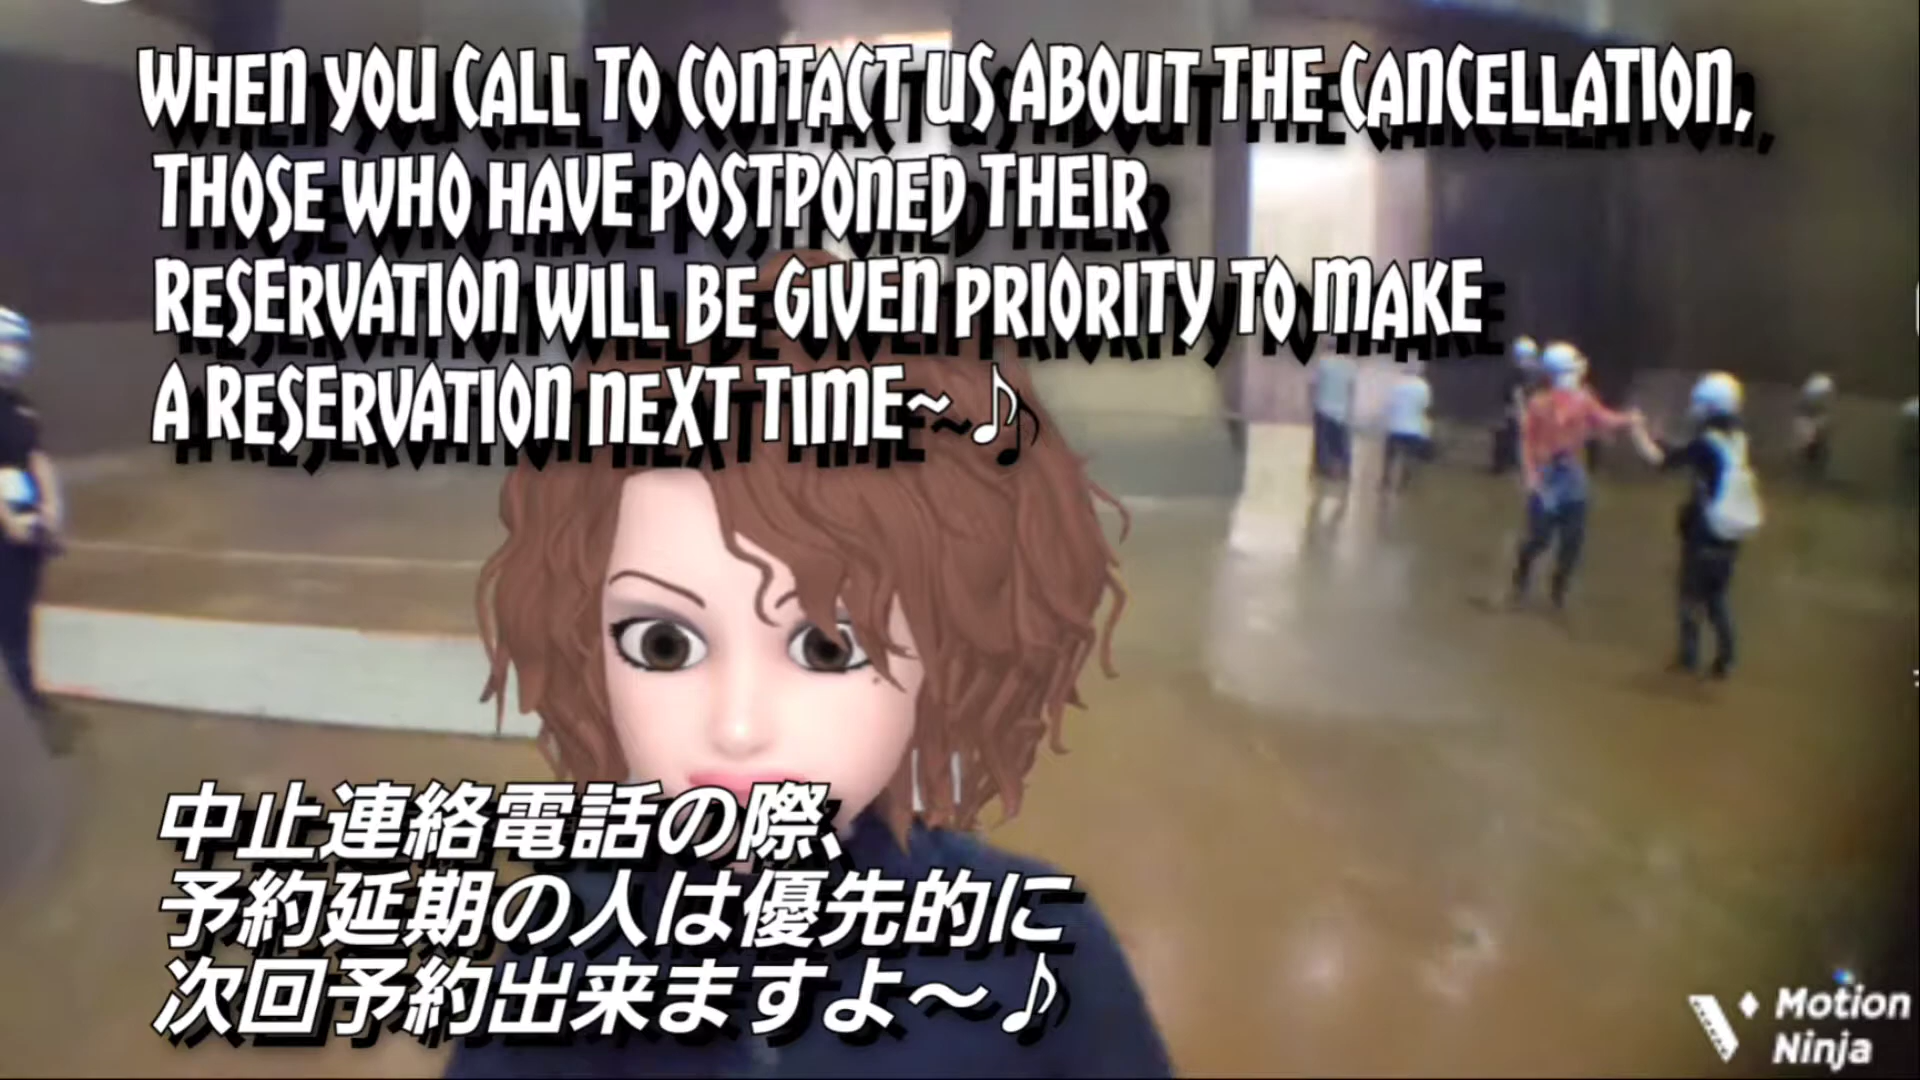 WHEN YOU CALL TO CONTACT US ABOUT THE CANCELLATION,
THOSE WHO HAVE POSTPONED THEIR
RESERVATION WILL BE GIVEN PRIORITY TO MAKE
A RESERVATION NEXT TIME~♪
中止連絡電話の際、
予約延期の人は優先的に
次回予約出来ますよ～♪
Motion
Ninja